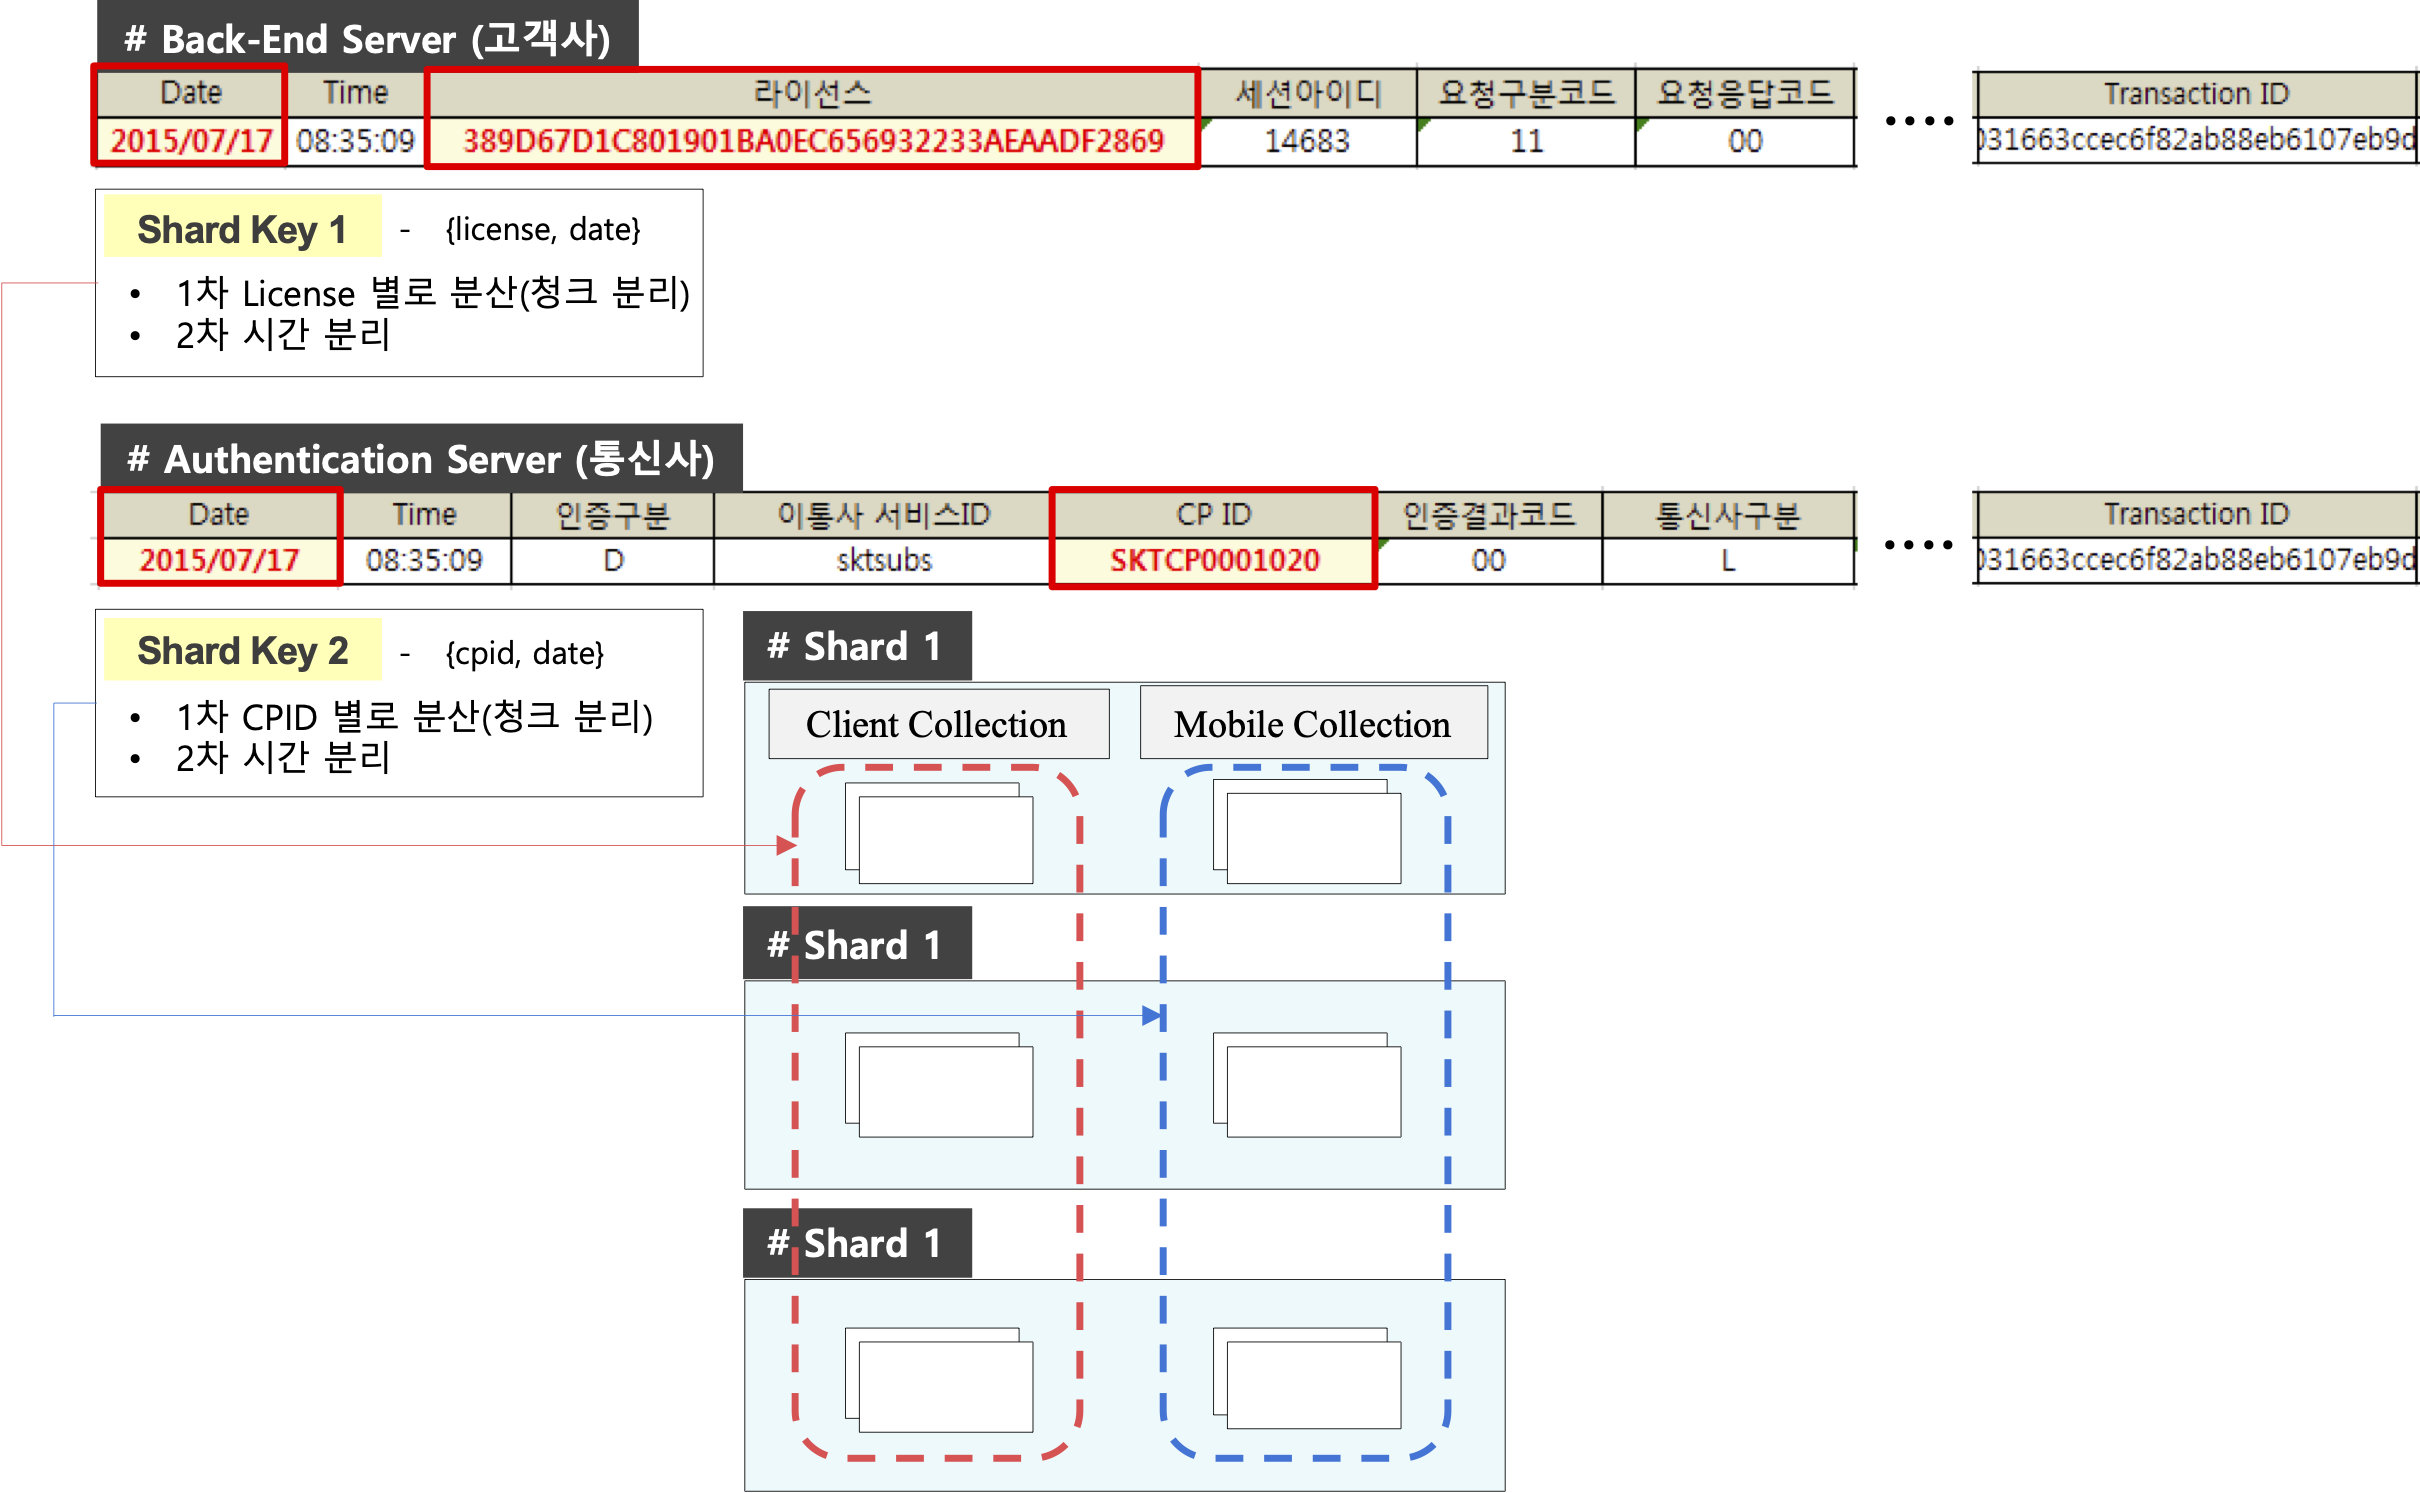 # Back-End Server (고객사)
Date Time 라이선스 세션아이디 요청구분코드 요청응답코드 Transaction ID
2015/07/17 08:35:09 389D67D1C801901BA0EC656932233AEAADF2869 14683 11 00 •••• 031663ccec6f82ab88eb6107eb9d
Shard Key 1 - {license, date}
• 1차 License 별로 분산(청크 분리)
• 2차 시간 분리
# Authentication Server (통신사)
Date Time 인증구분 이통사 서비스ID CP ID 인증결과코드 통신사구분 Transaction ID
2015/07/17 08:35:09 D sktsubs SKTCP0001020 00 L •••• 031663ccec6f82ab88eb6107eb9d
Shard Key 2 - {cpid, date}
• 1차 CPID 별로 분산(청크 분리)
• 2차 시간 분리
# Shard 1
Client Collection Mobile Collection
# Shard 1
# Shard 1